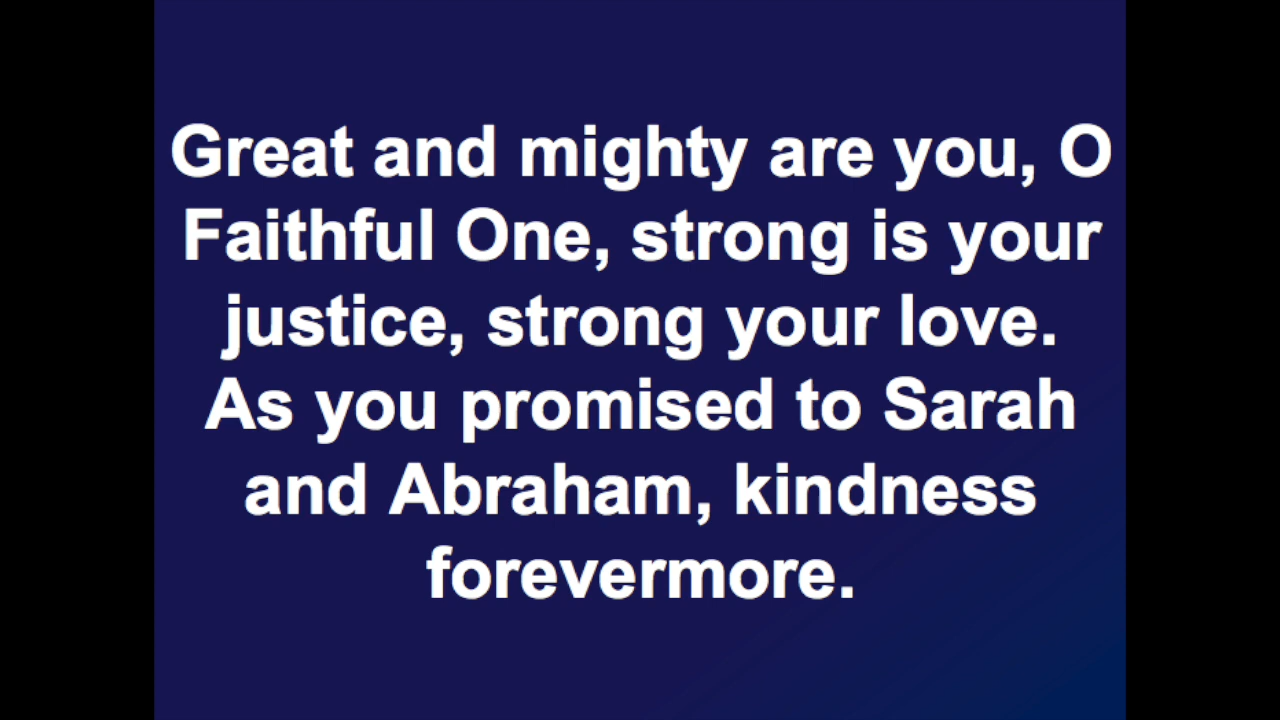 Great and mighty are you, O
Faithful One, strong is your
justice, strong your love.
As you promised to Sarah
and Abraham, kindness
forevermore.